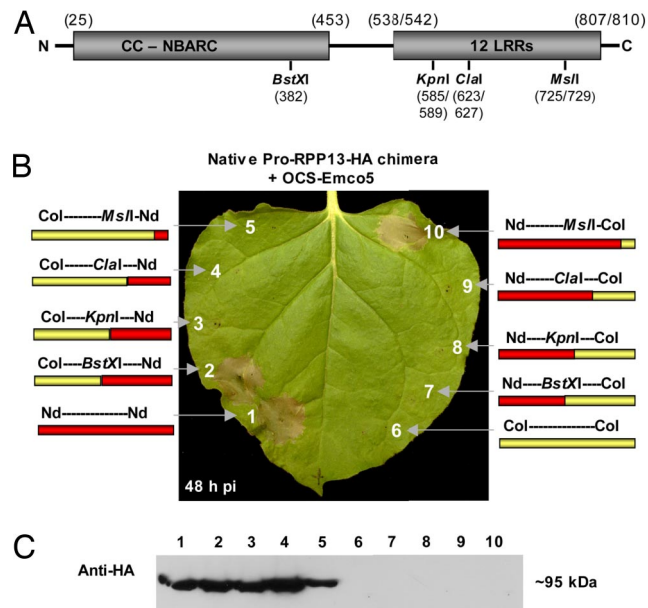 A
(25)
(453)
(538/542)
(807/810)
N
CC – NBARC
12 LRRs
C
BstXI
(382)
KpnI
(585/
589)
ClaI
(623/
627)
MslI
(725/729)
B
Native Pro-RPP13-HA chimera
+ OCS-Emco5
Col--------MslI-Nd
Col------ClaI---Nd
Col----KpnI---Nd
Col---BstXI----Nd
Nd--------------Nd
5
4
3
2
1
10
9
8
7
6
48 h pi
Nd--------MslI-Col
Nd------ClaI---Col
Nd----KpnI---Col
Nd---BstXI----Col
Col--------------Col
C
1 2 3 4 5 6 7 8 9 10
Anti-HA
~95 kDa